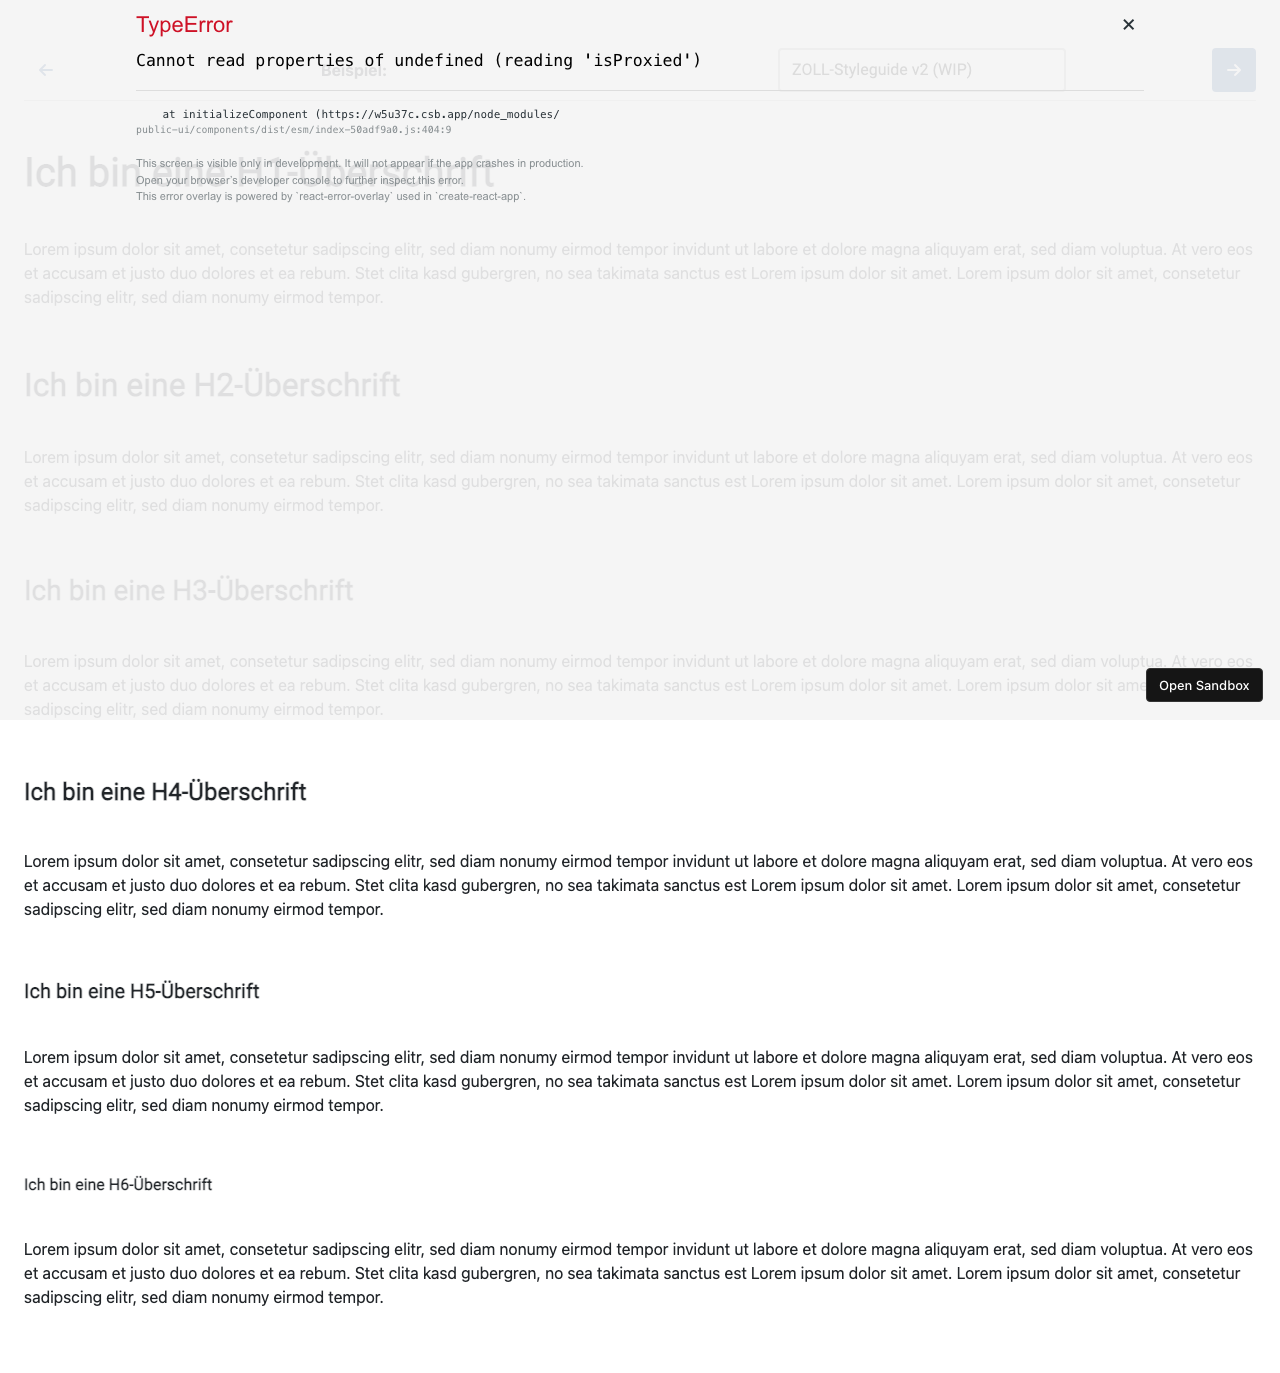 TypeError
Cannot read properties of undefined (reading 'isProxied')
Beispiel:
ZOLL-Styleguide v2 (WIP)
at initializeComponent (https://w5u37c.csb.app/node_modules/
public-ui/components/dist/esm/index-50adf9a0.js:404:9
Ich bin eine H1-Überschrift
This screen is visible only in development. It will not appear if the app crashes in production.
Open your browser's developer console to further inspect this error.
This error overlay is powered by `react-error-overlay` used in `create-react-app`.
Lorem ipsum dolor sit amet, consetetur sadipscing elitr, sed diam nonumy eirmod tempor invidunt ut labore et dolore magna aliquyam erat, sed diam voluptua. At vero eos
et accusam et justo duo dolores et ea rebum. Stet clita kasd gubergren, no sea takimata sanctus est Lorem ipsum dolor sit amet. Lorem ipsum dolor sit amet, consetetur
sadipscing elitr, sed diam nonumy eirmod tempor.
Ich bin eine H2-Überschrift
Lorem ipsum dolor sit amet, consetetur sadipscing elitr, sed diam nonumy eirmod tempor invidunt ut labore et dolore magna aliquyam erat, sed diam voluptua. At vero eos
et accusam et justo duo dolores et ea rebum. Stet clita kasd gubergren, no sea takimata sanctus est Lorem ipsum dolor sit amet. Lorem ipsum dolor sit amet, consetetur
sadipscing elitr, sed diam nonumy eirmod tempor.
Ich bin eine H3-Überschrift
Lorem ipsum dolor sit amet, consetetur sadipscing elitr, sed diam nonumy eirmod tempor invidunt ut labore et dolore magna aliquyam erat, sed diam voluptua. At vero eos
et accusam et justo duo dolores et ea rebum. Stet clita kasd gubergren, no sea takimata sanctus est Lorem ipsum dolor sit amet. Lorem ipsum dolor sit ame
Open Sandbox
sadipscing elitr, sed diam nonumy eirmod tempor.
Ich bin eine H4-Überschrift
Lorem ipsum dolor sit amet, consetetur sadipscing elitr, sed diam nonumy eirmod tempor invidunt ut labore et dolore magna aliquyam erat, sed diam voluptua. At vero eos
et accusam et justo duo dolores et ea rebum. Stet clita kasd gubergren, no sea takimata sanctus est Lorem ipsum dolor sit amet. Lorem ipsum dolor sit amet, consetetur
sadipscing elitr, sed diam nonumy eirmod tempor.
Ich bin eine H5-Überschrift
Lorem ipsum dolor sit amet, consetetur sadipscing elitr, sed diam nonumy eirmod tempor invidunt ut labore et dolore magna aliquyam erat, sed diam voluptua. At vero eos
et accusam et justo duo dolores et ea rebum. Stet clita kasd gubergren, no sea takimata sanctus est Lorem ipsum dolor sit amet. Lorem ipsum dolor sit amet, consetetur
sadipscing elitr, sed diam nonumy eirmod tempor.
Ich bin eine H6-Überschrift
Lorem ipsum dolor sit amet, consetetur sadipscing elitr, sed diam nonumy eirmod tempor invidunt ut labore et dolore magna aliquyam erat, sed diam voluptua. At vero eos
et accusam et justo duo dolores et ea rebum. Stet clita kasd gubergren, no sea takimata sanctus est Lorem ipsum dolor sit amet. Lorem ipsum dolor sit amet, consetetur
sadipscing elitr, sed diam nonumy eirmod tempor.